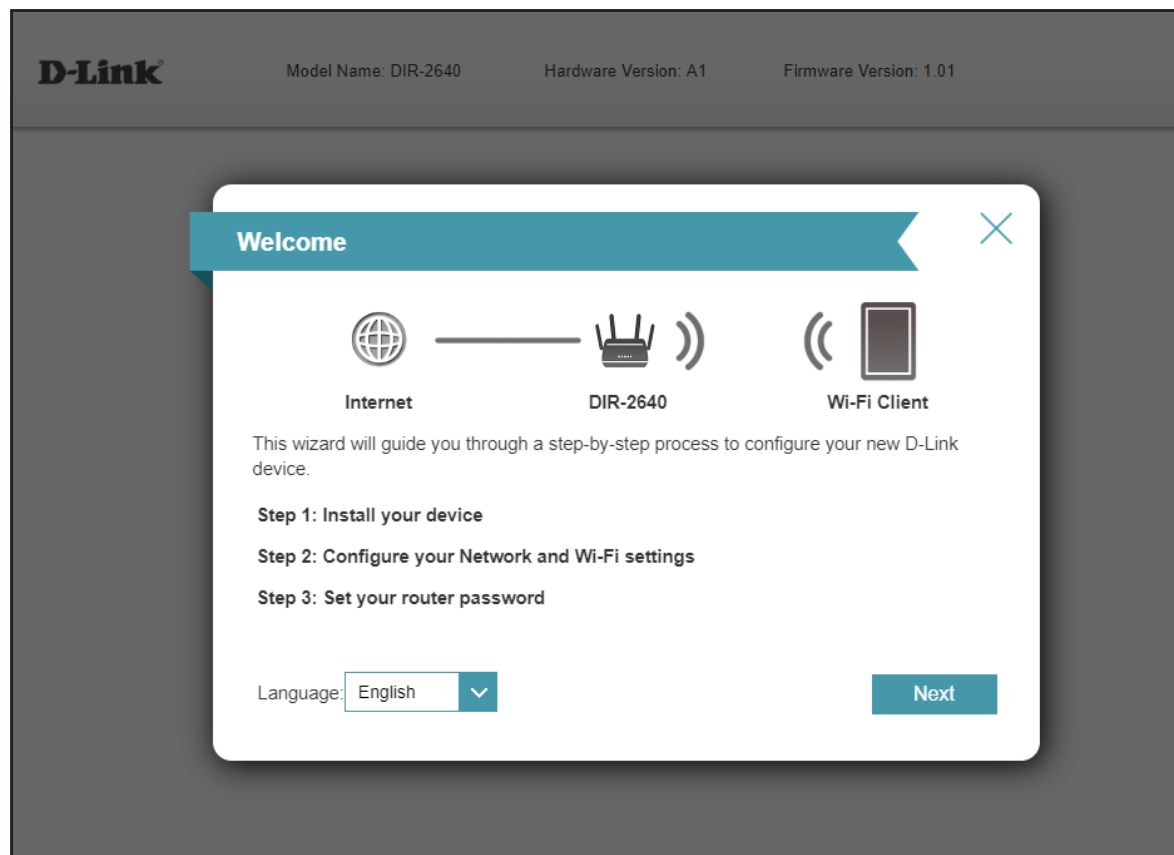 D-Link
Model Name: DIR-2640 Hardware Version: A1 Firmware Version: 1.01
Welcome
Internet DIR-2640 Wi-Fi Client
This wizard will guide you through a step-by-step process to configure your new D-Link
device.
Step 1: Install your device
Step 2: Configure your Network and Wi-Fi settings
Step 3: Set your router password
Language: English
Next